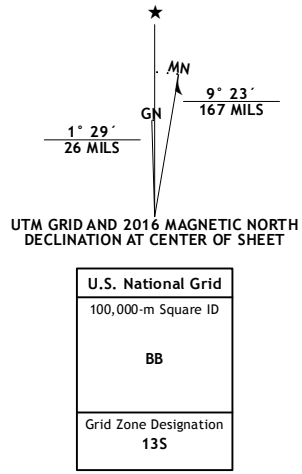 ★
MN
GN
9° 23´
167 MILS
1° 29´
26 MILS
UTM GRID AND 2016 MAGNETIC NORTH
DECLINATION AT CENTER OF SHEET
U.S. National Grid
100,000-m Square ID
BB
Grid Zone Designation
13S